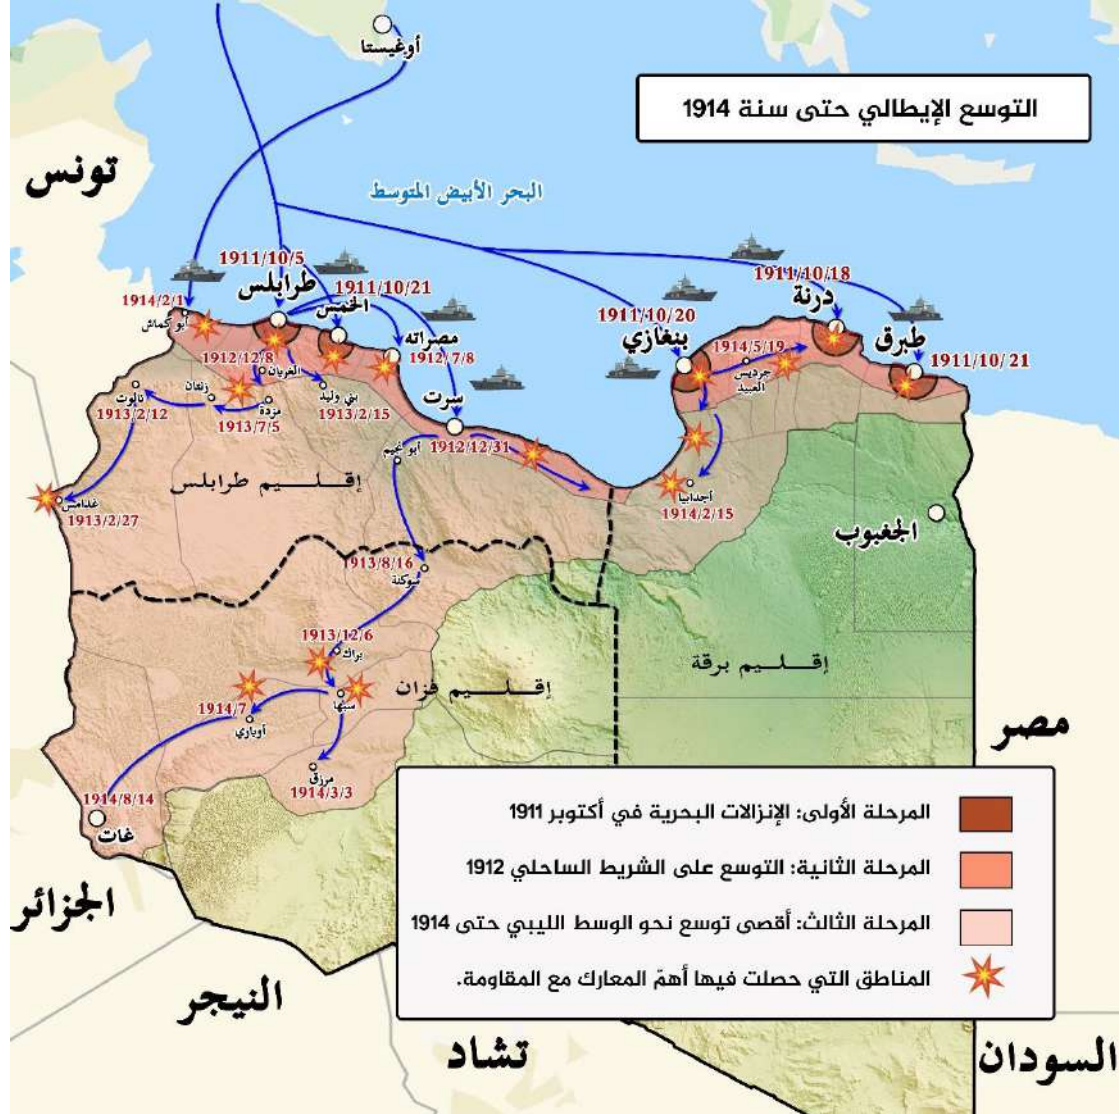 أوغيستا
التوسع الإيطالي حتى سنة 1914
تونس
البحر الأبيض المتوسط
1911/10/5
طرابلس
1911/10/21
الخمس
1914/2/1
أبو كماش
مصراته
1912/7/8
1911/10/18
درنة
1911/10/20
بنغازي
طبرق
1911/10/21
1914/5/19
جرديس
العبيد
1912/12/8
الغريان
نالوت
1913/2/12
زنتان
مزدة
1913/7/5
بني وليد
1913/2/15
سرت
1912/12/31
أبو نجيم
غدامس
1913/2/27
إقليم طرابلس
أجدابيا
1914/2/15
الجغبوب
1913/8/16
سوكنة
1913/12/6
براك
إقليم فزان
إقليم برقة
سبها
1914/7
أوباري
مرزق
1914/3/3
1914/8/14
غات
مصر
المرحلة الأولى: الإنزالات البحرية في أكتوبر 1911
المرحلة الثانية: التوسع على الشريط الساحلي 1912
المرحلة الثالث: أقصى توسع نحو الوسط الليبي حتى 1914
المناطق التي حصلت فيها أهمّ المعارك مع المقاومة.
الجزائر
النيجر
تشاد
السودان